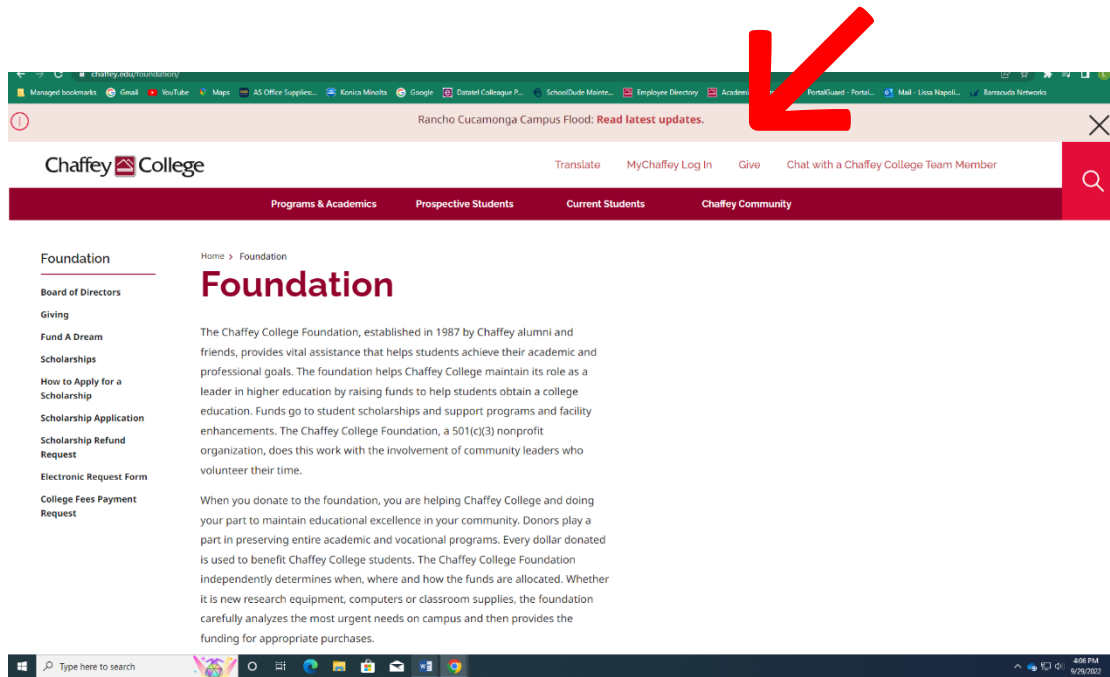 chaffey.edu/foundation/
Managed bookmarks Gmail YouTube Maps AS Office Supplies... Konica Minolta Google Datatel Colleague P... SchoolDude Mainte... Employee Directory PortalGuard - Portal... Mail - Lissa Napoli... Barracuda Networks
Rancho Cucamonga Campus Flood: Read latest updates.
Chaffey College
Translate MyChaffey Log In Give Chat with a Chaffey College Team Member
Programs & Academics Prospective Students Current Students Chaffey Community
Foundation
Board of Directors
Giving
Fund A Dream
Scholarships
How to Apply for a
Scholarship
Scholarship Application
Scholarship Refund
Request
Electronic Request Form
College Fees Payment
Request
Home > Foundation
Foundation
The Chaffey College Foundation, established in 1987 by Chaffey alumni and
friends, provides vital assistance that helps students achieve their academic and
professional goals. The foundation helps Chaffey College maintain its role as a
leader in higher education by raising funds to help students obtain a college
education. Funds go to student scholarships and support programs and facility
enhancements. The Chaffey College Foundation, a 501(c)(3) nonprofit
organization, does this work with the involvement of community leaders who
volunteer their time.
When you donate to the foundation, you are helping Chaffey College and doing
your part to maintain educational excellence in your community. Donors play a
part in preserving entire academic and vocational programs. Every dollar donated
is used to benefit Chaffey College students. The Chaffey College Foundation
independently determines when, where and how the funds are allocated. Whether
it is new research equipment, computers or classroom supplies, the foundation
carefully analyzes the most urgent needs on campus and then provides the
funding for appropriate purchases.
Type here to search
4:06 PM
9/29/2022